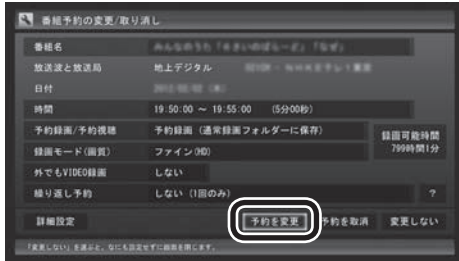 番組予約の変更/取り消し
番組名
放送波と放送局 地上デジタル
日付
時間 19:50:00 ～ 19:55:00 (5分00秒)
予約録画/予約視聴 予約録画 (通常録画フォルダーに保存)
録画可能時間
799時間1分
録画モード(画質) ファイン(HD)
外でもVIDEO録画 しない
繰り返し予約 しない (1回のみ)
?
詳細設定 予約を変更 予約を取消 変更しない
「変更しない」を選ぶと、なにも設定せずに画面を閉じます。